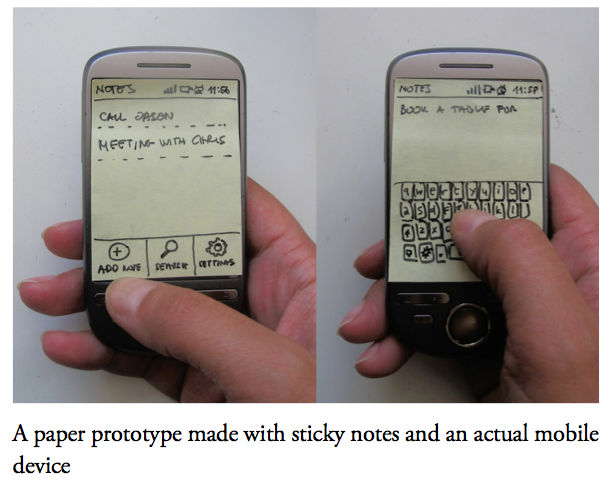 NOTES 11:56
CALL JASON
MEETING WITH CHRIS
ADD NOTE SEARCH SETTINGS
NOTES 11:58
BOOK A TABLE FOR
q w e r t y u i o p
a s d f
z x
A paper prototype made with sticky notes and an actual mobile
device